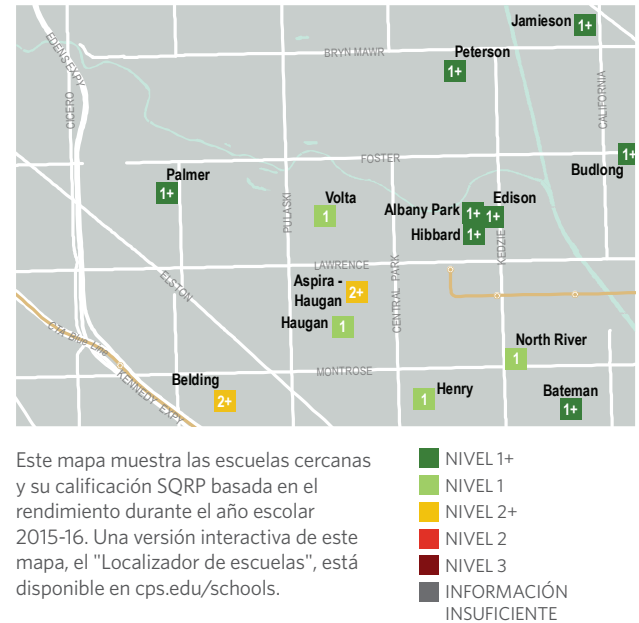 Jamieson
1+
Peterson
1+
BRYN MAWR
EDENS EXPY
CICERO
CALIFORNIA
FOSTER
Budlong
1+
Palmer
1+
PULASKI
Volta
1
Albany Park
1+
Edison
1+
Hibbard
1+
KEDZIE
LAWRENCE
CENTRAL PARK
ELSTON
Aspira -
Haugan
2+
Haugan
1
North River
1
CTA Blue Line
KENNEDY EXPY
MONTROSE
Belding
2+
Henry
1
Bateman
1+
Este mapa muestra las escuelas cercanas
y su calificación SQRP basada en el
rendimiento durante el año escolar
2015-16. Una versión interactiva de este
mapa, el "Localizador de escuelas", está
disponible en cps.edu/schools.
NIVEL 1+
NIVEL 1
NIVEL 2+
NIVEL 2
NIVEL 3
INFORMACIÓN
INSUFICIENTE